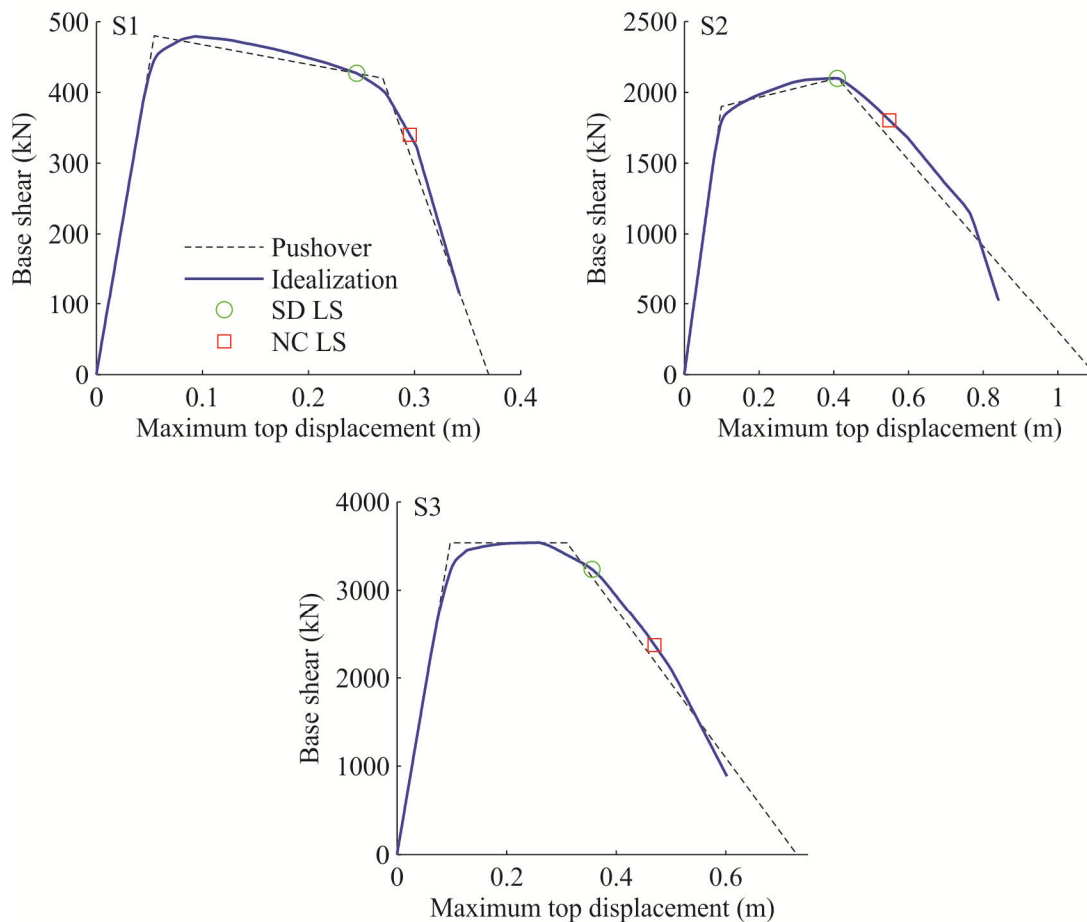 S1
Base shear (kN)
500
400
300
200
100
0
Pushover
Idealization
SD LS
NC LS
0 0.1 0.2 0.3 0.4
Maximum top displacement (m)
S2
Base shear (kN)
2500
2000
1500
1000
500
0
0 0.2 0.4 0.6 0.8 1
Maximum top displacement (m)
S3
Base shear (kN)
4000
3000
2000
1000
0
0 0.2 0.4 0.6
Maximum top displacement (m)